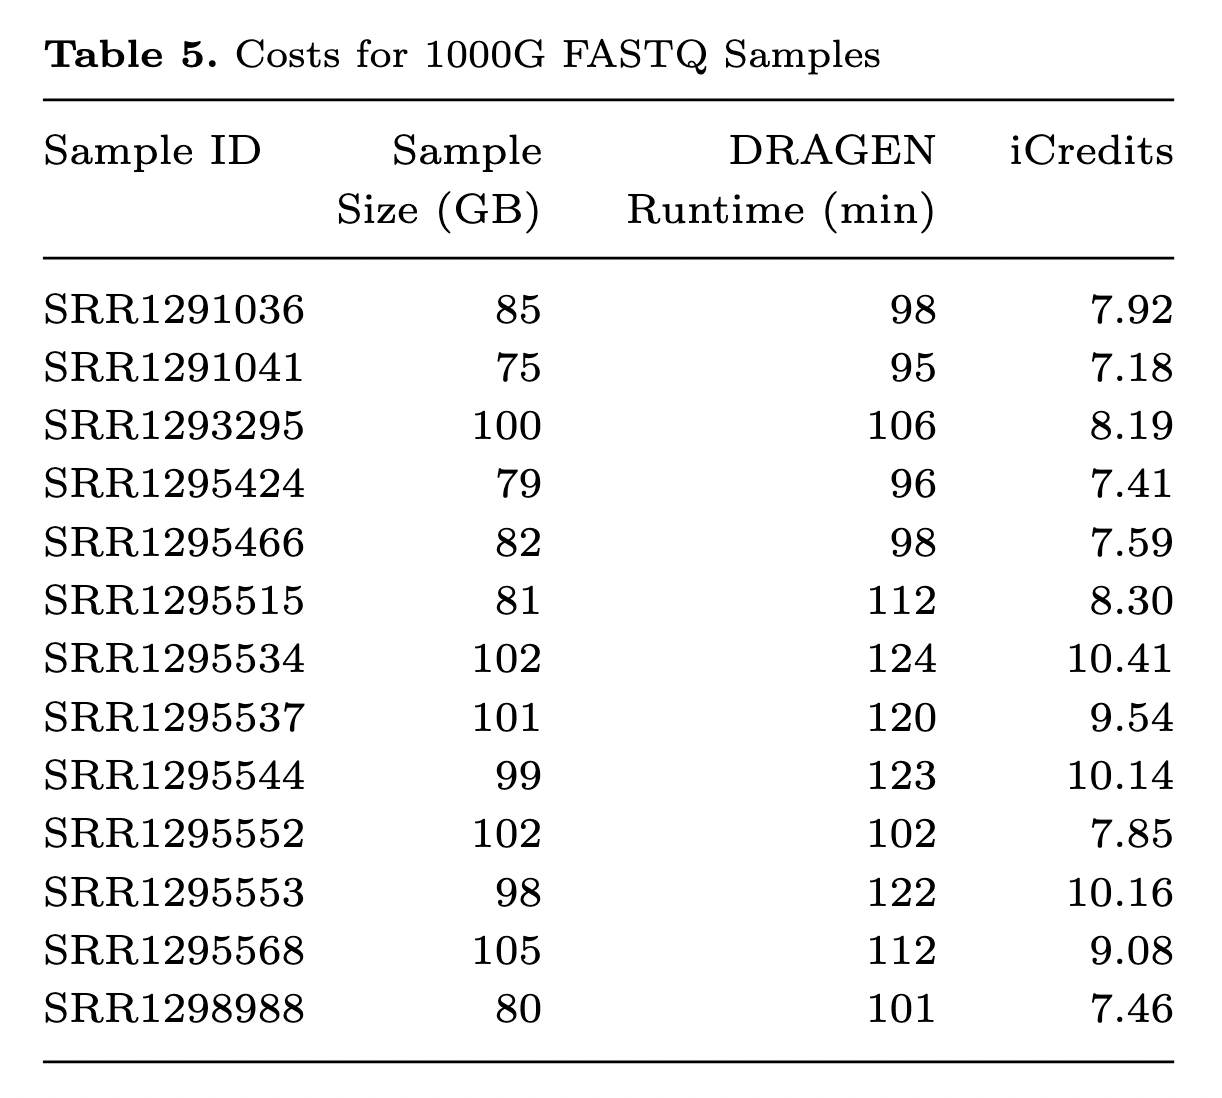 Table 5. Costs for 1000G FASTQ Samples
Sample ID Sample DRAGEN iCredits
Size (GB) Runtime (min)
SRR1291036 85 98 7.92
SRR1291041 75 95 7.18
SRR1293295 100 106 8.19
SRR1295424 79 96 7.41
SRR1295466 82 98 7.59
SRR1295515 81 112 8.30
SRR1295534 102 124 10.41
SRR1295537 101 120 9.54
SRR1295544 99 123 10.14
SRR1295552 102 102 7.85
SRR1295553 98 122 10.16
SRR1295568 105 112 9.08
SRR1298988 80 101 7.46